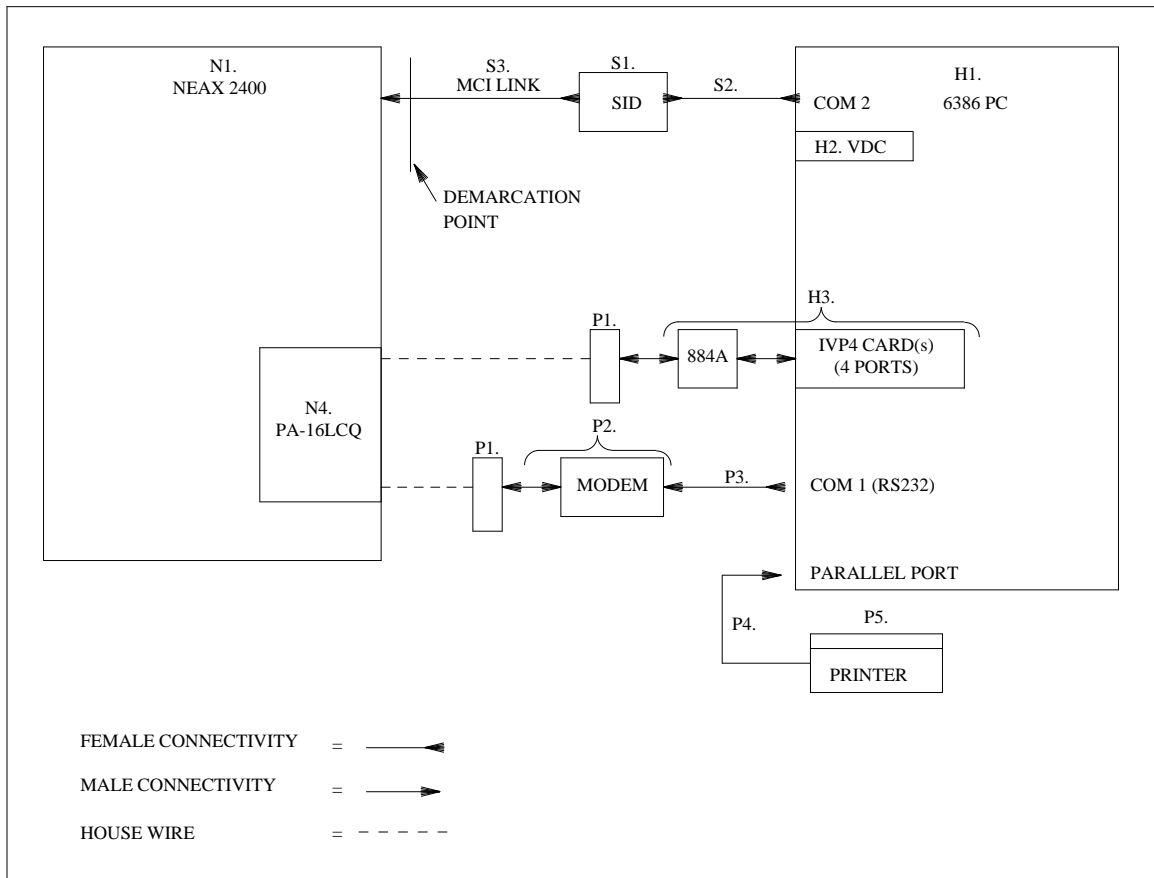 N1.
NEAX 2400
S3.
MCI LINK
S1.
SID
S2.
COM 2
H1.
6386 PC
H2. VDC
DEMARCATION
POINT
H3.
P1.
884A
IVP4 CARD(s)
(4 PORTS)
N4.
PA-16LCQ
P1.
P2.
MODEM
P3.
COM 1 (RS232)
PARALLEL PORT
P4.
P5.
PRINTER
FEMALE CONNECTIVITY =
MALE CONNECTIVITY =
HOUSE WIRE =